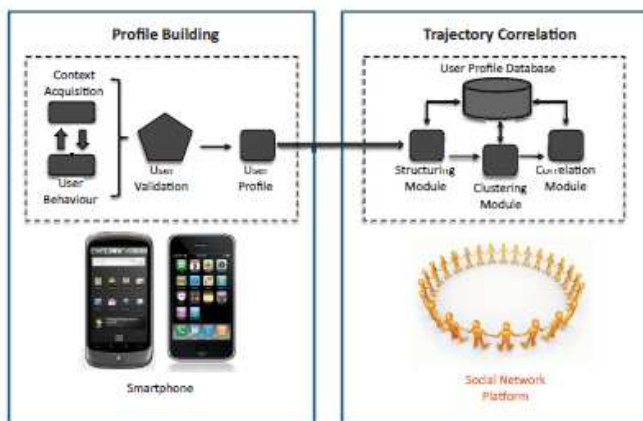 Profile Building
Context
Acquisition
User
Behaviour
User
Validation
User
Profile
Smartphone
Trajectory Correlation
User Profile Database
Structuring
Module
Clustering
Module
Correlation
Module
Social Network
Platform